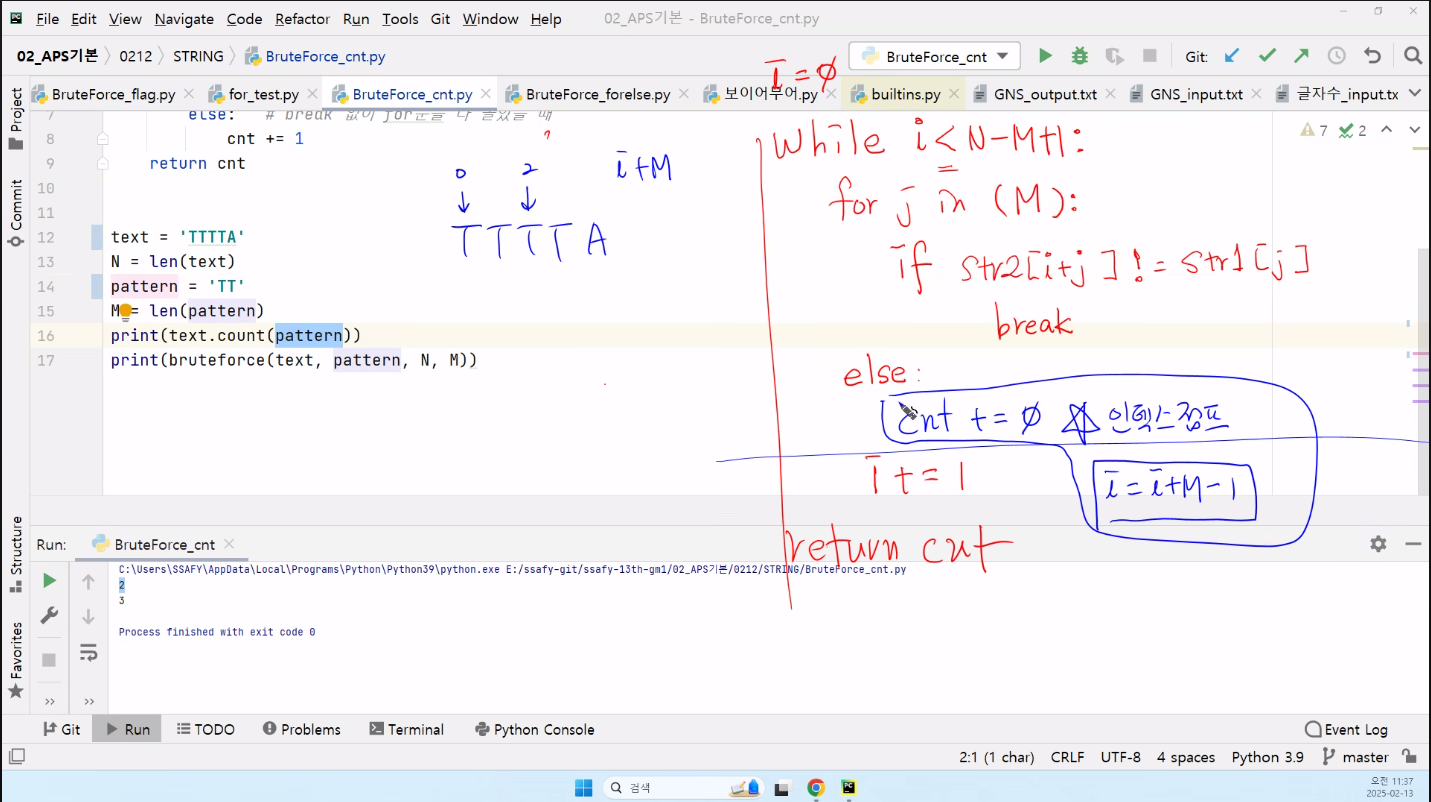 File Edit View Navigate Code Refactor Run Tools Git Window Help 02_APS기본 - BruteForce_cnt.py
02_APS기본 0212 STRING BruteForce_cnt.py BruteForce_cnt Git:
BruteForce_flag.py for_test.py BruteForce_cnt.py BruteForce_forelse.py 보이어무어.py builtins.py GNS_output.txt GNS_input.txt 글자수_input.tx
7 else: # break 없이 for문을 다 돌았을 때
8 cnt += 1
9 return cnt
10
11
12 text = 'TTTTA'
13 N = len(text)
14 pattern = 'TT'
15 M = len(pattern)
16 print(text.count(pattern))
17 print(bruteforce(text, pattern, N, M))
7 2
0 2 i+M
T T T T A
i = 0
while i < N-M+1:
for j in (M):
if str2[i+j] != str1[j]
break
else:
cnt += 0 인덱스 점프
i += 1
i = i+M-1
return cnt
Project
Commit
Structure
Favorites
Run: BruteForce_cnt
C:\Users\SSAFY\AppData\Local\Programs\Python\Python39\python.exe E:/ssafy-git/ssafy-13th-gm1/02_APS기본/0212/STRING/BruteForce_cnt.py
2
3
Process finished with exit code 0
Git Run TODO Problems Terminal Python Console Event Log
2:1 (1 char) CRLF UTF-8 4 spaces Python 3.9 master
검색
오전 11:37
2025-02-13